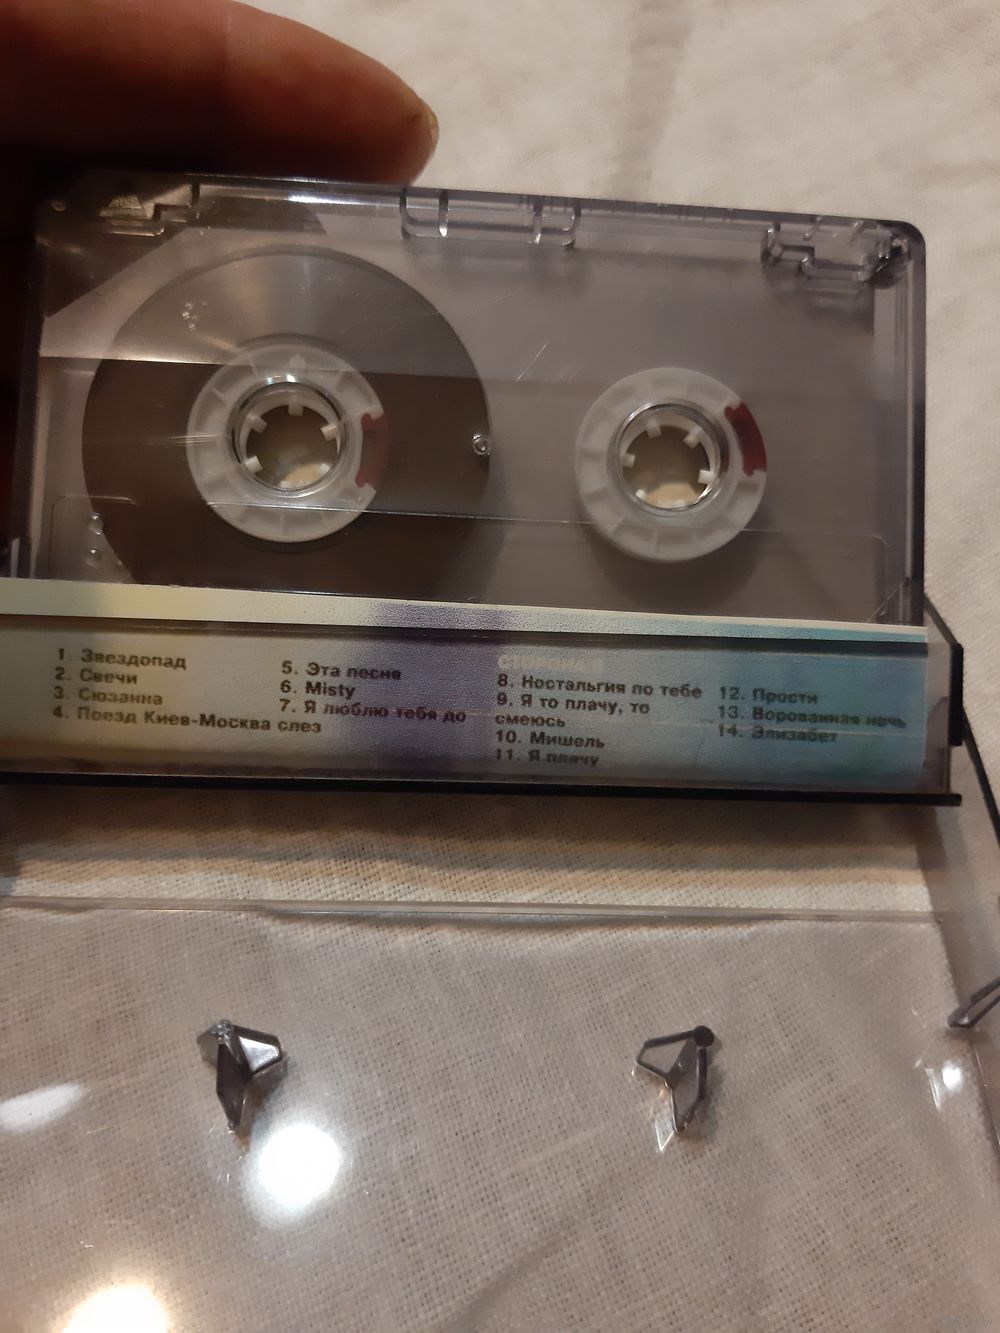 1 Звездопад
2. Свечи
3. Сюзанна
4. Поезд Киев-Москва слез
5. Эта песня
6. Misty
7. Я люблю тебя до
СТОРОНА
8. Ностальгия по тебе
9. Я то плачу, то
смеюсь
10. Мишель
11. Я плачу
12. Прости
13. Ворованная ночь
14. Элизабет